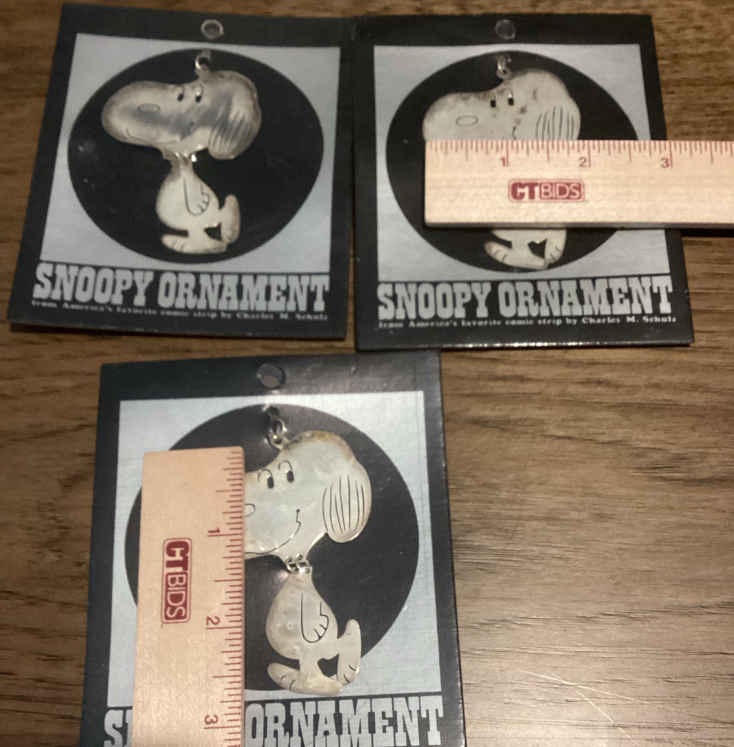 SNOOPY ORNAMENT
from America's favorite comic strip by Charles M. Schulz
1 2 3
CTBIDS
SNOOPY ORNAMENT
from America's favorite comic strip by Charles M. Schulz
1
CTBIDS
2
3
S ORNAMENT